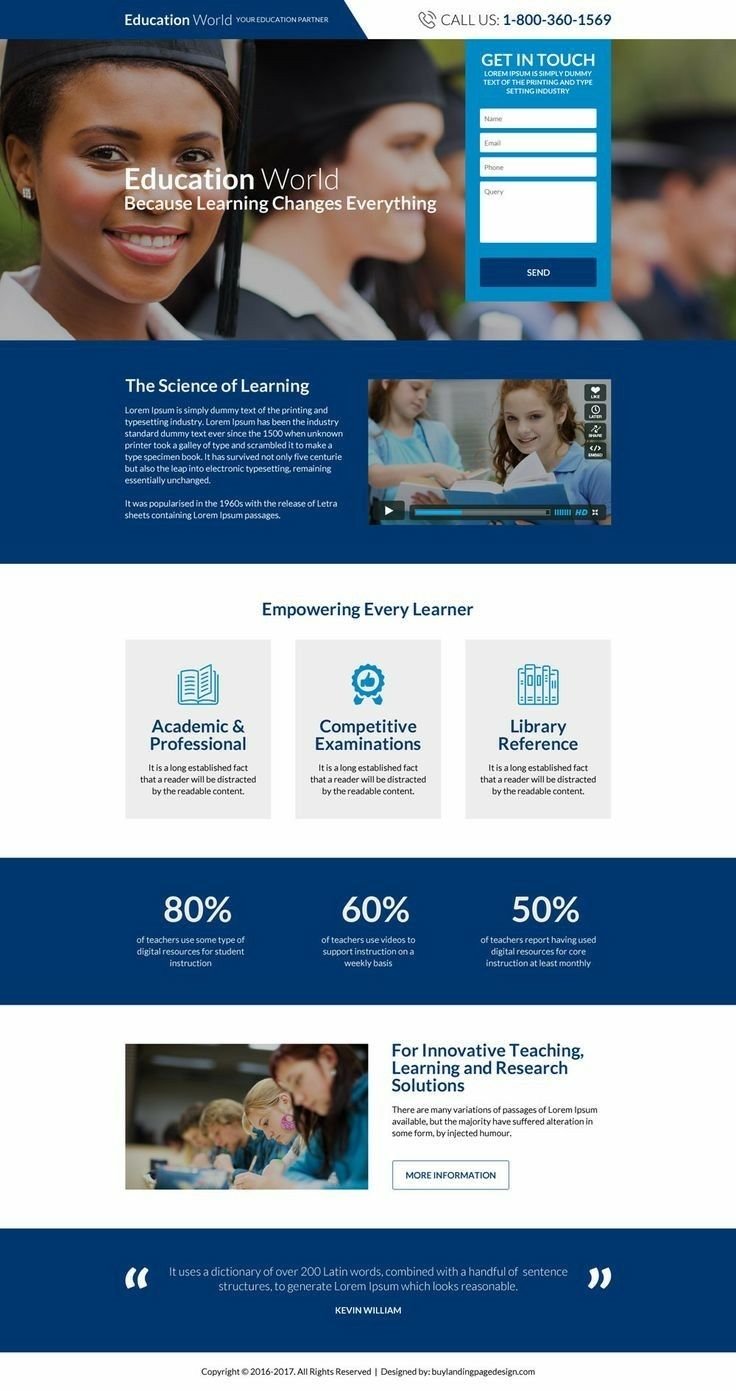 Education World YOUR EDUCATION PARTNER
CALL US: 1-800-360-1569
GET IN TOUCH
LOREM IPSUM IS SIMPLY DUMMY
TEXT OF THE PRINTING AND TYPE
SETTING INDUSTRY
Name
Email
Phone
Query
SEND
Education World
Because Learning Changes Everything
The Science of Learning
Lorem Ipsum is simply dummy text of the printing and
typesetting industry. Lorem Ipsum has been the industry
standard dummy text ever since the 1500 when unknown
printer took a galley of type and scrambled it to make a
type specimen book. It has survived not only five centurie
but also the leap into electronic typesetting, remaining
essentially unchanged.
It was popularised in the 1960s with the release of Letra
sheets containing Lorem Ipsum passages.
LIKE
LATER
SHARE
EMBED
HD
Empowering Every Learner
Academic &
Professional
It is a long established fact
that a reader will be distracted
by the readable content.
Competitive
Examinations
It is a long established fact
that a reader will be distracted
by the readable content.
Library
Reference
It is a long established fact
that a reader will be distracted
by the readable content.
80%
of teachers use some type of
digital resources for student
instruction
60%
of teachers use videos to
support instruction on a
weekly basis
50%
of teachers report having used
digital resources for core
instruction at least monthly
For Innovative Teaching,
Learning and Research
Solutions
There are many variations of passages of Lorem Ipsum
available, but the majority have suffered alteration in
some form, by injected humour.
MORE INFORMATION
“ It uses a dictionary of over 200 Latin words, combined with a handful of sentence ”
structures, to generate Lorem Ipsum which looks reasonable.
KEVIN WILLIAM
Copyright © 2016-2017. All Rights Reserved | Designed by: buylandingpagedesign.com